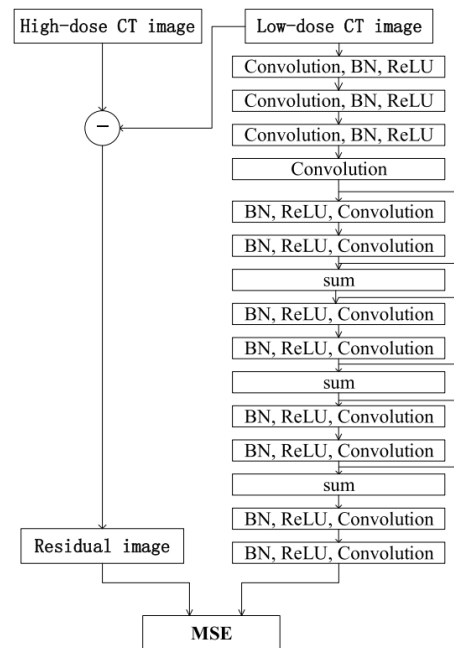 High-dose CT image
Low-dose CT image
Convolution, BN, ReLU
Convolution, BN, ReLU
Convolution, BN, ReLU
Convolution
BN, ReLU, Convolution
BN, ReLU, Convolution
sum
BN, ReLU, Convolution
BN, ReLU, Convolution
sum
BN, ReLU, Convolution
BN, ReLU, Convolution
sum
BN, ReLU, Convolution
BN, ReLU, Convolution
Residual image
MSE